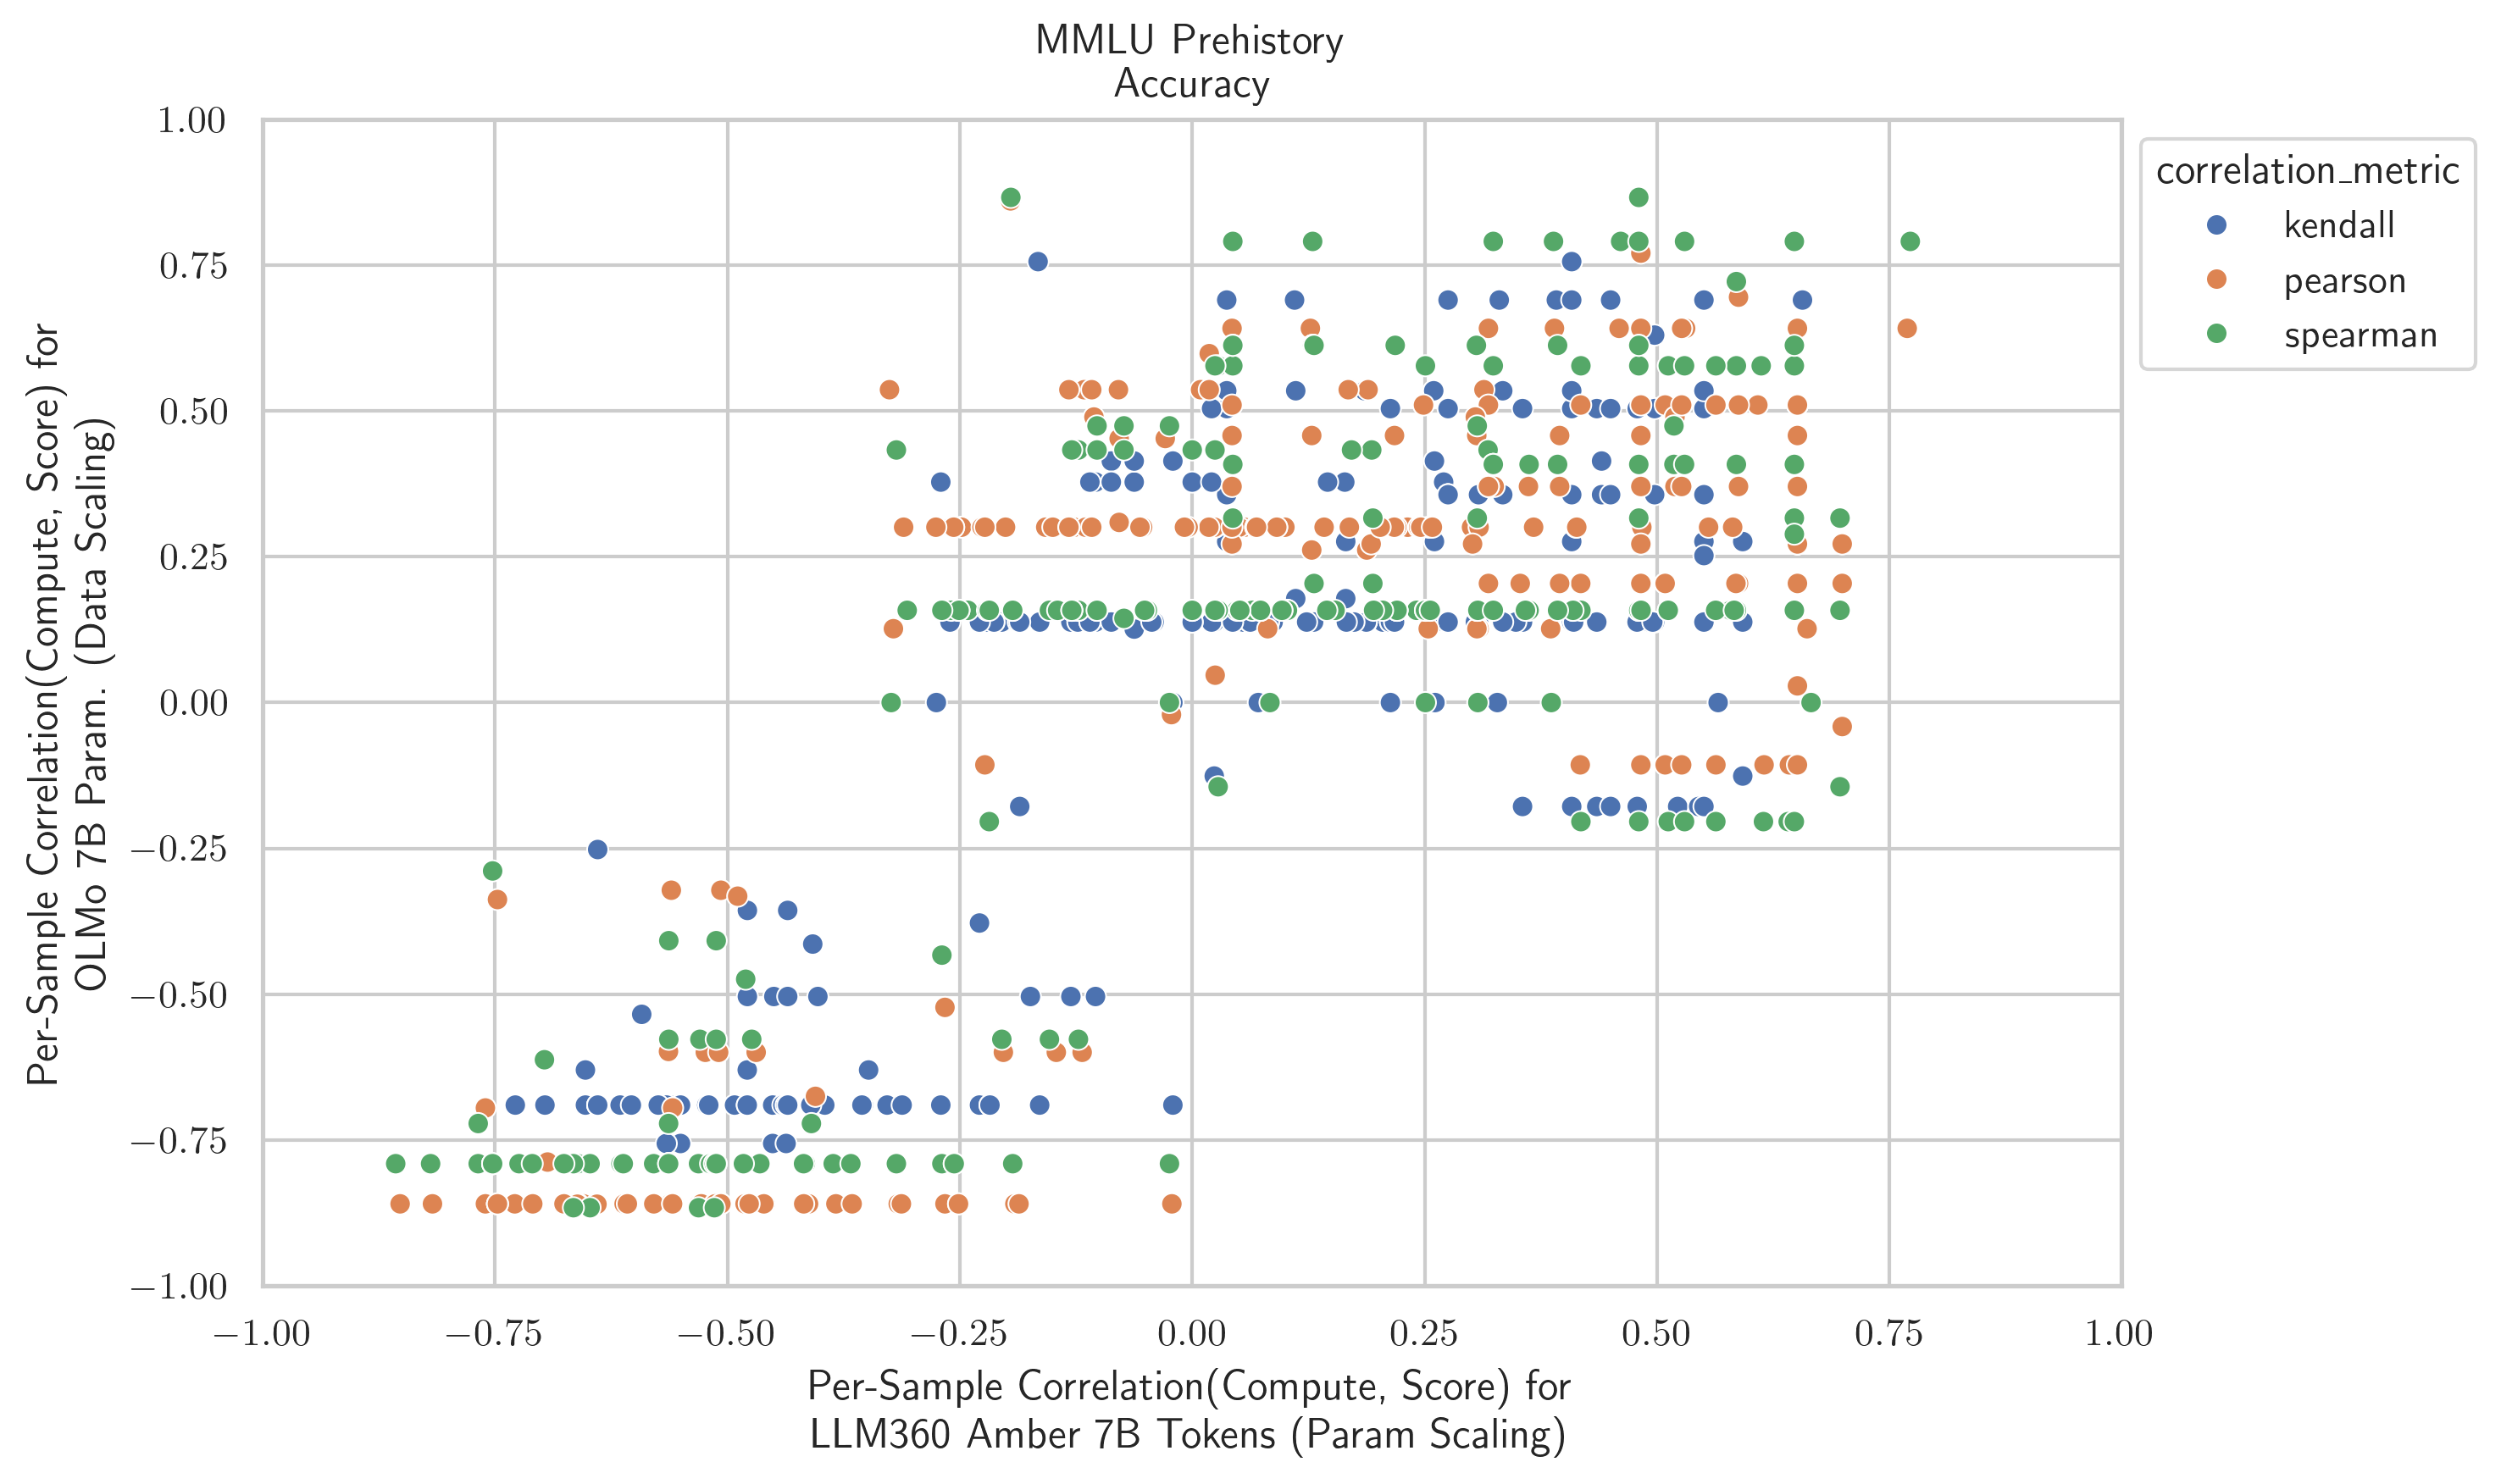 MMLU Prehistory
Accuracy
Per-Sample Correlation(Compute, Score) for
OLMo 7B Param. (Data Scaling)
1.00
0.75
0.50
0.25
0.00
−0.25
−0.50
−0.75
−1.00
−1.00
−0.75
−0.50
−0.25
0.00
0.25
0.50
0.75
1.00
Per-Sample Correlation(Compute, Score) for
LLM360 Amber 7B Tokens (Param Scaling)
correlation_metric
kendall
pearson
spearman